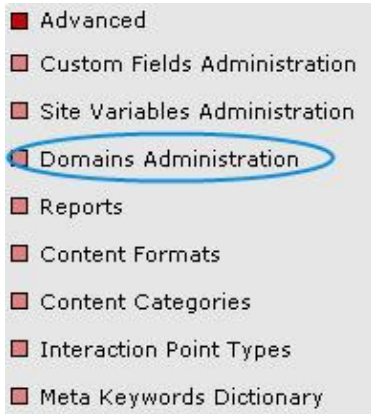 Advanced
Custom Fields Administration
Site Variables Administration
Domains Administration
Reports
Content Formats
Content Categories
Interaction Point Types
Meta Keywords Dictionary